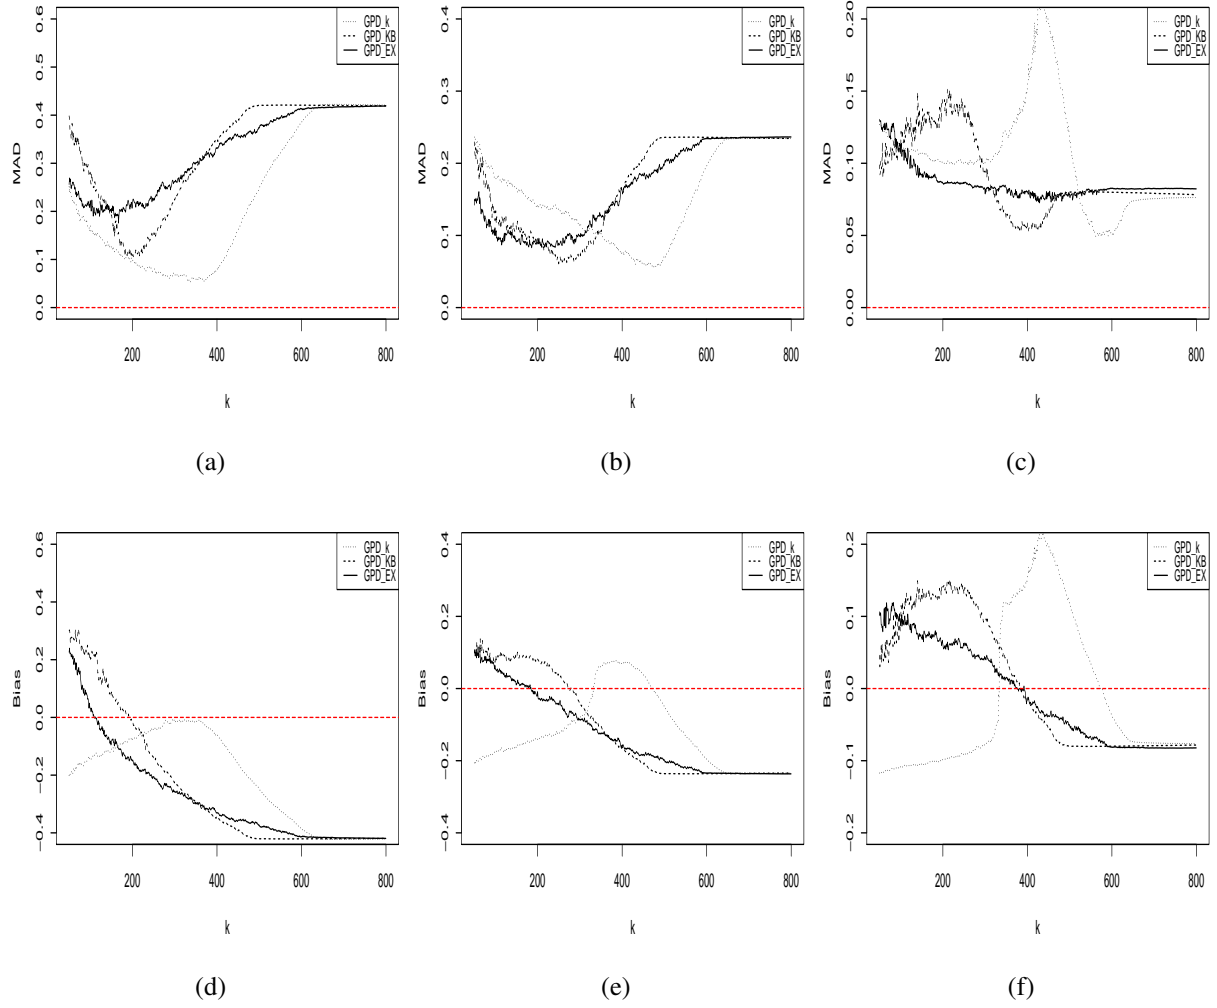 GPD_k
GPD_KB
GPD_EX
MAD
0.0 0.1 0.2 0.3 0.4 0.5 0.6
200 400 600 800
k
(a)
GPD_k
GPD_KB
GPD_EX
MAD
0.0 0.1 0.2 0.3 0.4
200 400 600 800
k
(b)
GPD_k
GPD_KB
GPD_EX
MAD
0.00 0.05 0.10 0.15 0.20
200 400 600 800
k
(c)
GPD_k
GPD_KB
GPD_EX
Bias
−0.4 −0.2 0.0 0.2 0.4 0.6
200 400 600 800
k
(d)
GPD_k
GPD_KB
GPD_EX
Bias
−0.4 −0.2 0.0 0.2 0.4
200 400 600 800
k
(e)
GPD_k
GPD_KB
GPD_EX
Bias
−0.2 −0.1 0.0 0.1 0.2
200 400 600 800
k
(f)